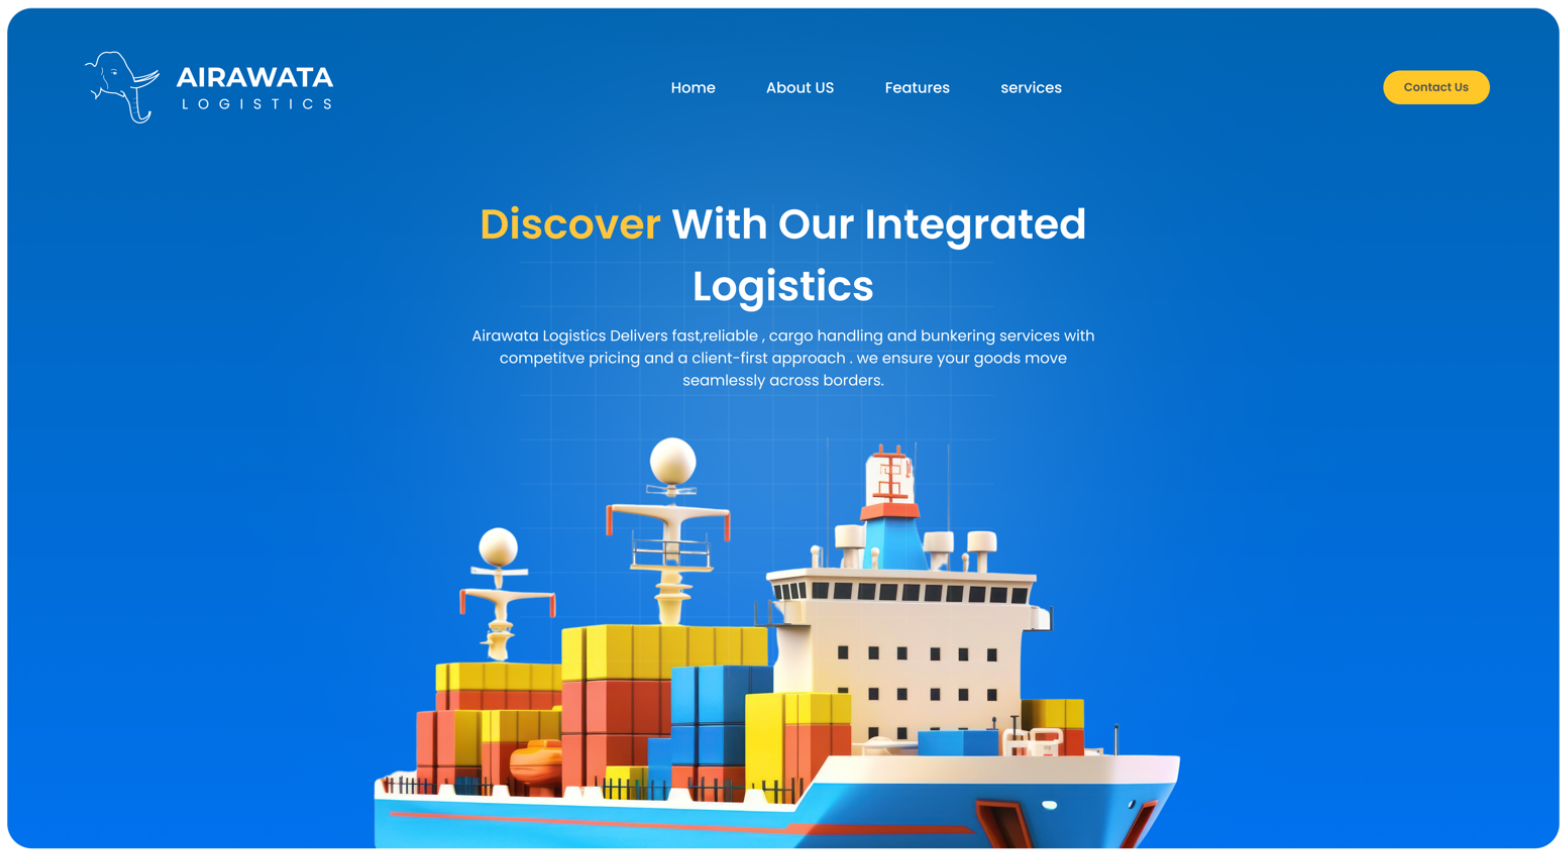 AIRAWATA
LOGISTICS
Home
About US
Features
services
Contact Us
Discover With Our Integrated
Logistics
Airawata Logistics Delivers fast,reliable , cargo handling and bunkering services with
competitve pricing and a client-first approach . we ensure your goods move
seamlessly across borders.